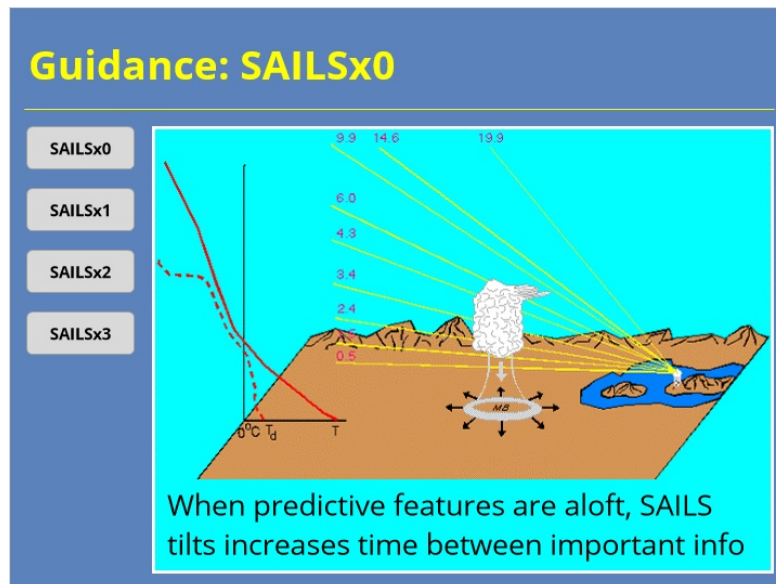 Guidance: SAILSx0
SAILSx0
SAILSx1
SAILSx2
SAILSx3
9.9 14.6 19.9
6.0
4.3
3.4
2.4
0.5
MB
0°C Td T
When predictive features are aloft, SAILS
tilts increases time between important info